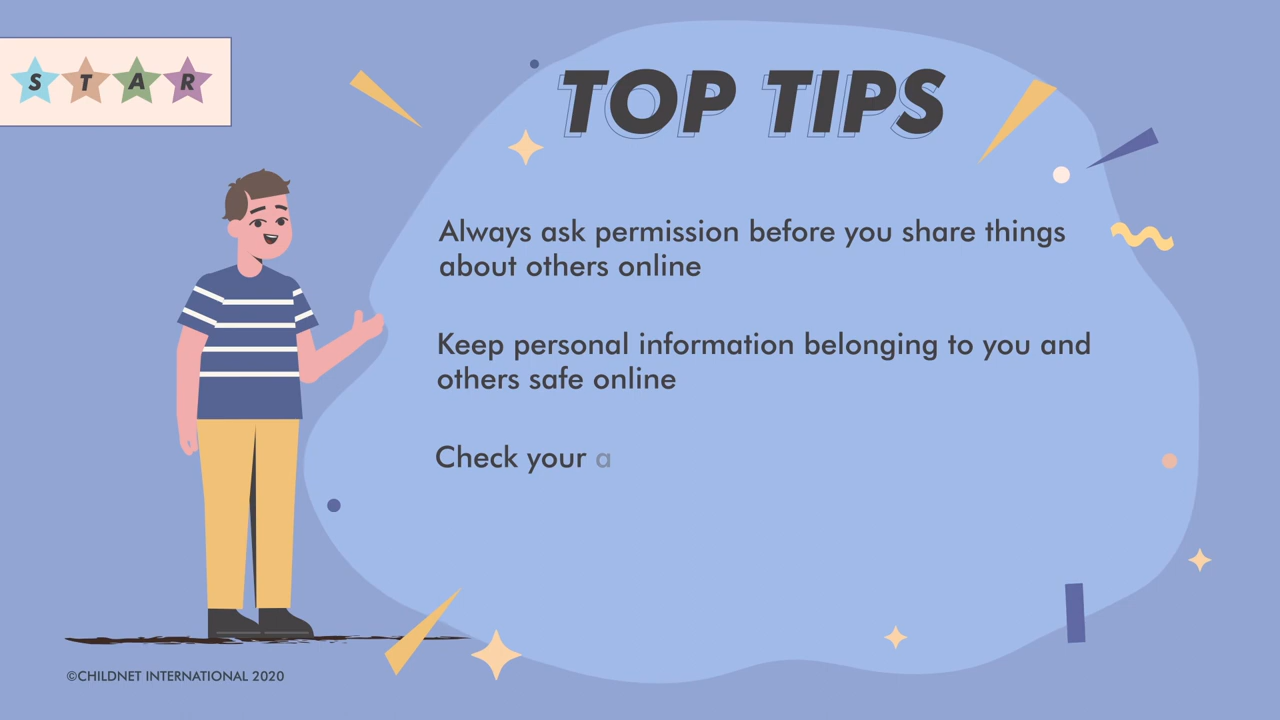 S T A R
TOP TIPS
Always ask permission before you share things
about others online
Keep personal information belonging to you and
others safe online
Check your a
©CHILDNET INTERNATIONAL 2020